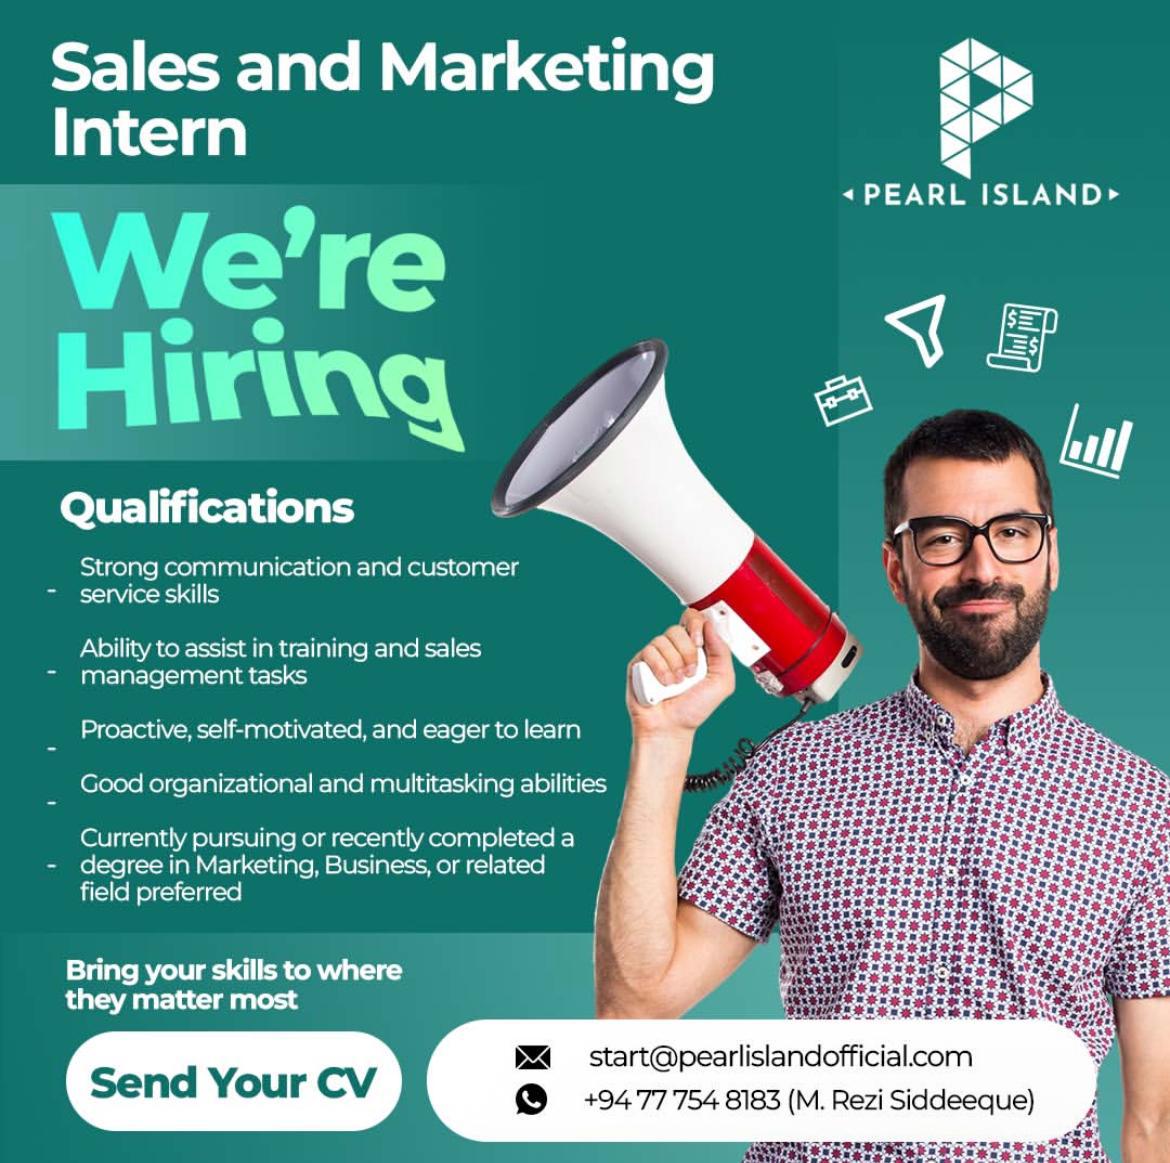 Sales and Marketing
Intern
PEARL ISLAND
We're
Hiring
Qualifications
Strong communication and customer
- service skills
Ability to assist in training and sales
- management tasks
Proactive, self-motivated, and eager to learn
-
Good organizational and multitasking abilities
-
Currently pursuing or recently completed a
- degree in Marketing, Business, or related
field preferred
Bring your skills to where
they matter most
Send Your CV
start@pearlislandofficial.com
+94 77 754 8183 (M. Rezi Siddeeque)